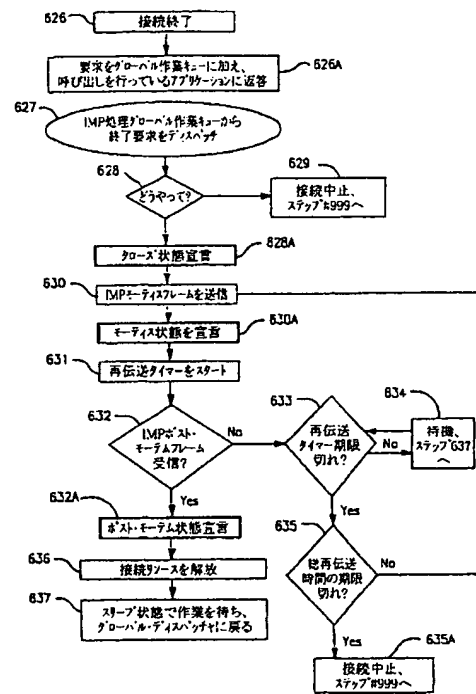 626
接続終了
要求をグローバル作業キューに加え、
呼び出しを行っているアプリケーションに返答
626A
627
IMP処理グローバル作業キューから
終了要求をディスパッチ
628
どうやって?
629
接続中止、
ステップ#999へ
クローズ状態宣言
628A
630
IMPモーティスフレームを送信
モーティス状態を宣言
630A
631
再伝送タイマーをスタート
632
IMPポスト・
モーテムフレーム
受信?
No
633
再伝送
タイマー期限
切れ?
No
634
待機、
ステップ637
へ
Yes
632A
ポスト・モーテム状態宣言
Yes
635
総再伝送
時間の期限
切れ?
No
636
接続リソースを解放
637
スリープ状態で作業を待ち、
グローバル・ディスパッチャに戻る
Yes
635A
接続中止、
ステップ#999へ